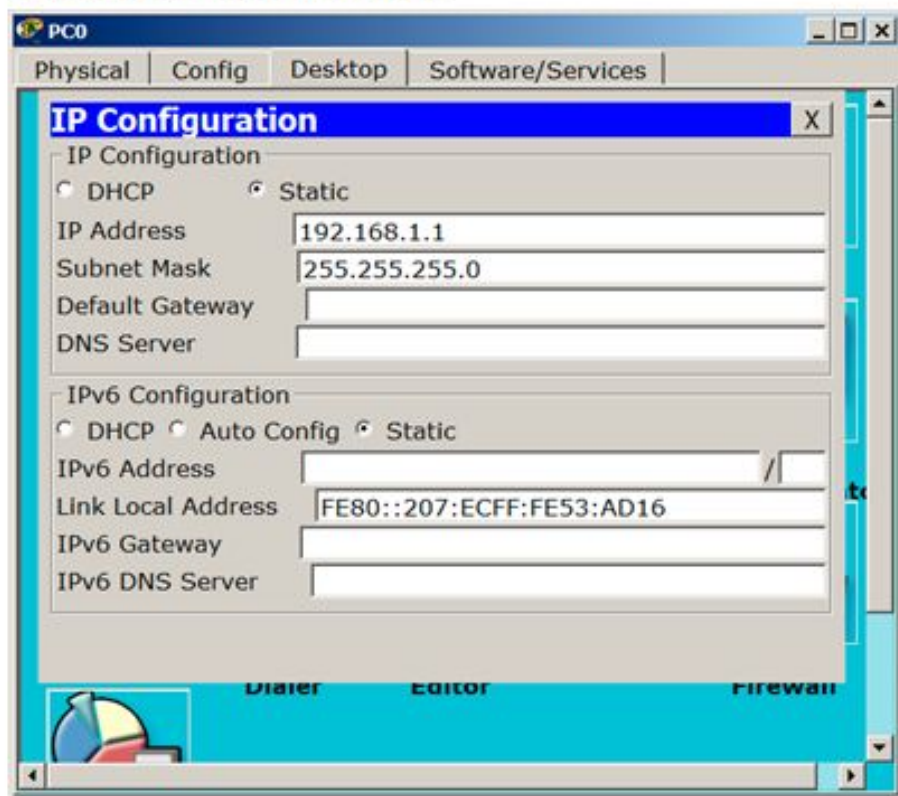 PC0
Physical Config Desktop Software/Services
IP Configuration X
IP Configuration
DHCP Static
IP Address 192.168.1.1
Subnet Mask 255.255.255.0
Default Gateway
DNS Server
IPv6 Configuration
DHCP Auto Config Static
IPv6 Address /
Link Local Address FE80::207:ECFF:FE53:AD16
IPv6 Gateway
IPv6 DNS Server
Dialer Editor Firewall